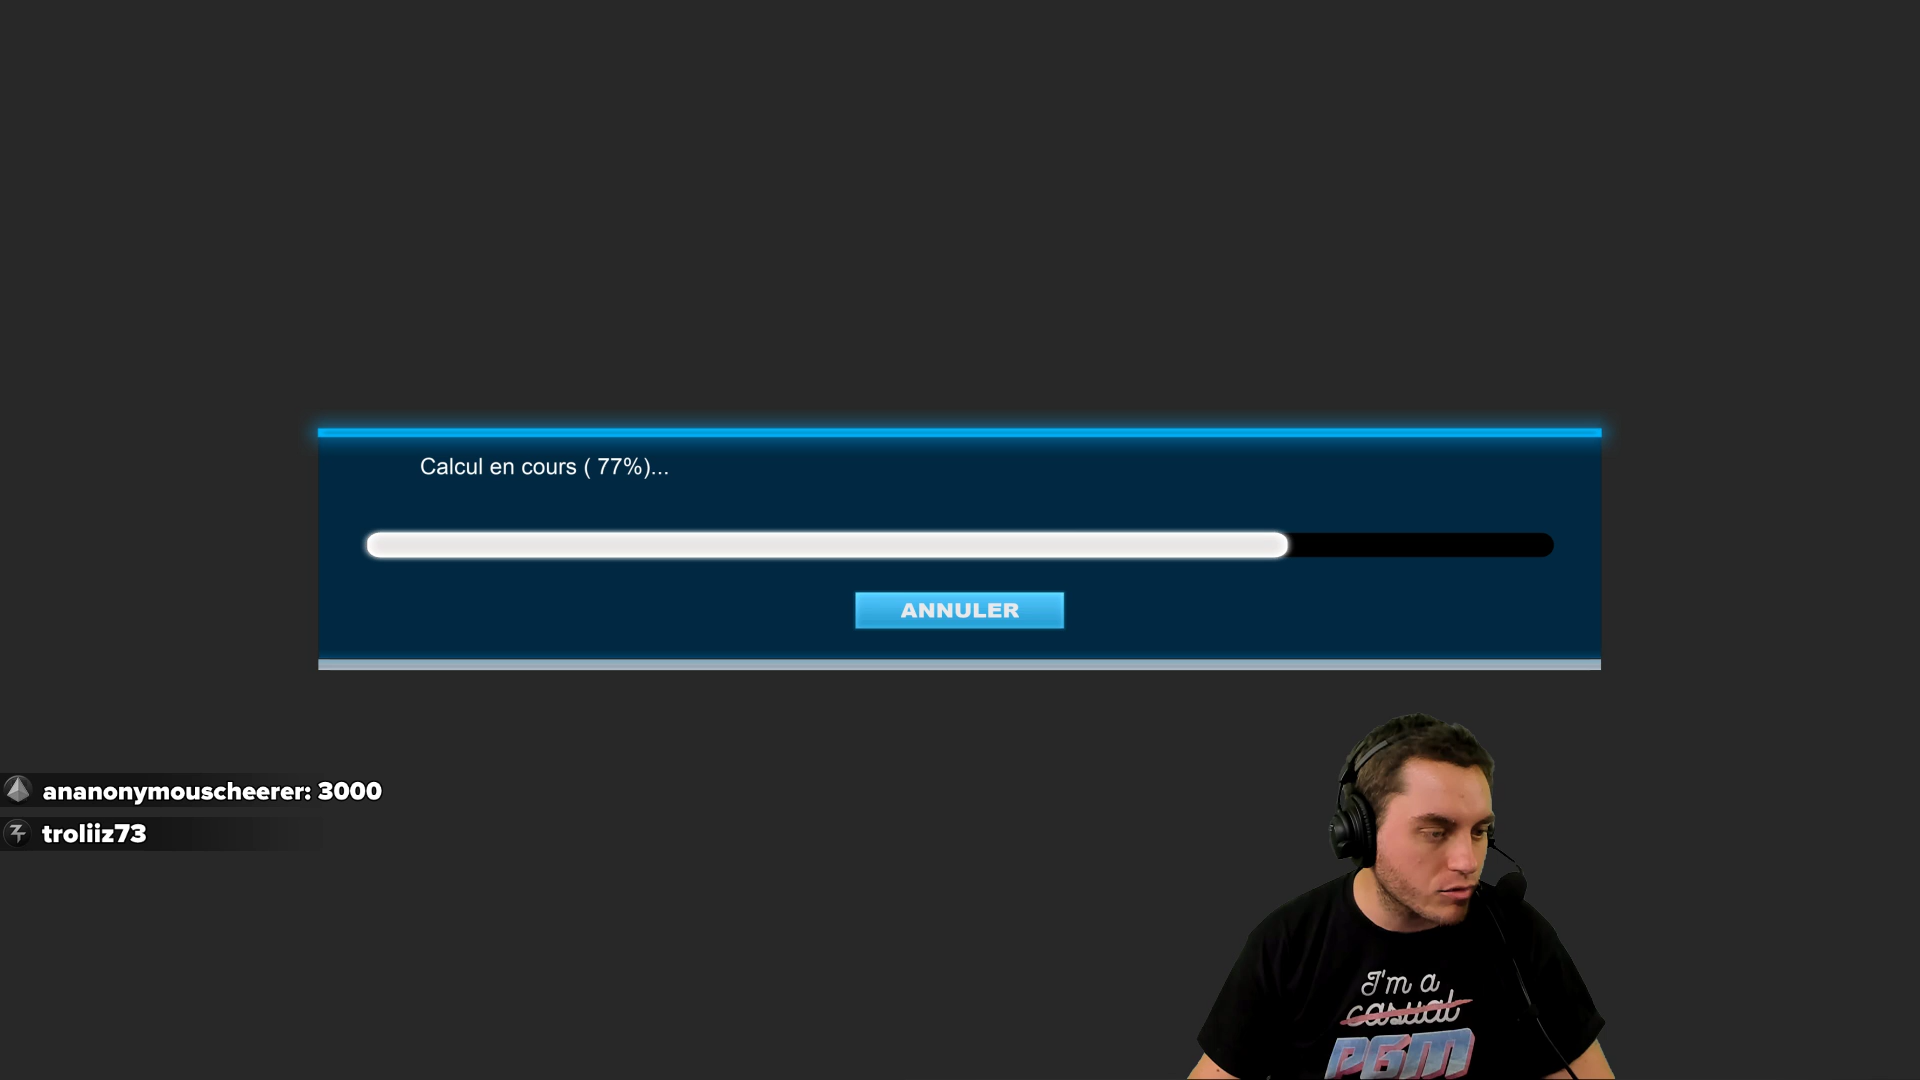 Calcul en cours ( 77%)...
ANNULER
ananonymouscheerer: 3000
troliiz73
I'm a
casual
PGM